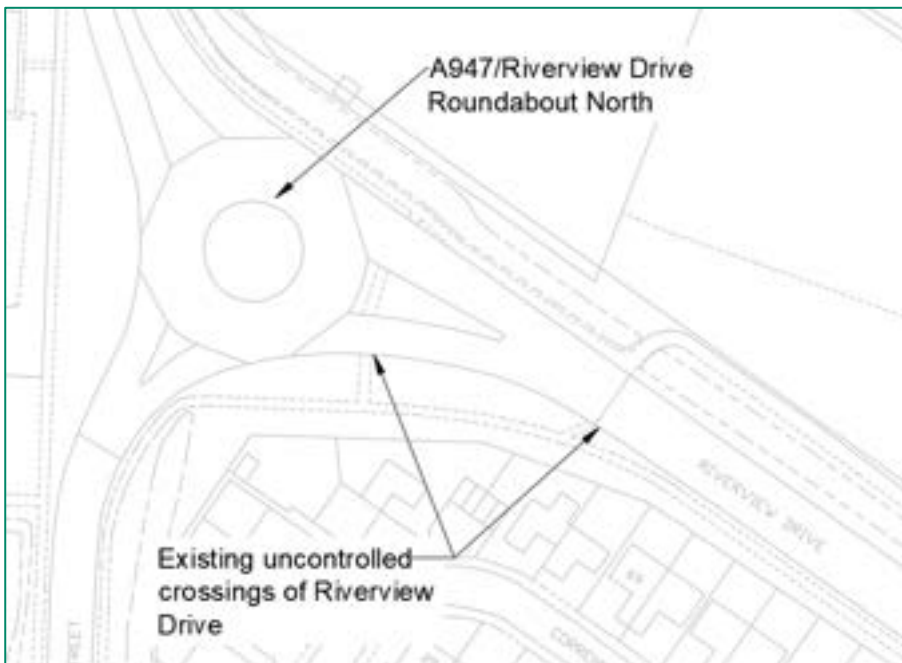 A947/Riverview Drive
Roundabout North
RIVERVIEW DRIVE
Existing uncontrolled
crossings of Riverview
Drive